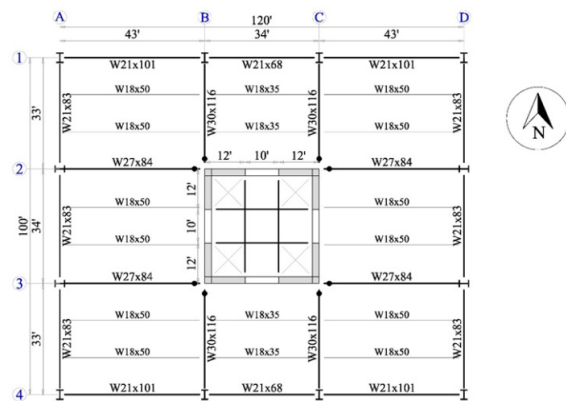 A B C D
120'
43' 34' 43'
1 W21x101 W21x68 W21x101
W18x50 W18x35 W18x50
33' W21x83 W30x116 W30x116 W21x83
W18x50 W18x35 W18x50
N
2 W27x84 12' 10' 12' W27x84
12'
W18x50 W18x50
100' 34' W21x83 10' W21x83
W18x50 W18x50
12'
3 W27x84 W27x84
W18x50 W18x35 W18x50
33' W21x83 W30x116 W30x116 W21x83
W18x50 W18x35 W18x50
4 W21x101 W21x68 W21x101